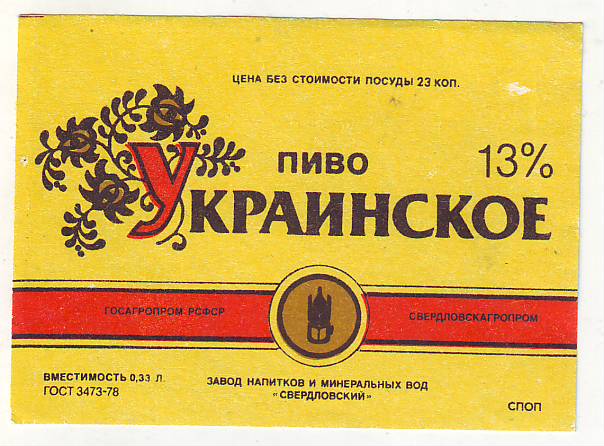 ЦЕНА БЕЗ СТОИМОСТИ ПОСУДЫ 23 КОП.
ПИВО 13%
УКРАИНСКОЕ
ГОСАГРОПРОМ РСФСР СВЕРДЛОВСКАГРОПРОМ
ВМЕСТИМОСТЬ 0,33 Л.
ГОСТ 3473-78
ЗАВОД НАПИТКОВ И МИНЕРАЛЬНЫХ ВОД
"СВЕРДЛОВСКИЙ"
СПОП